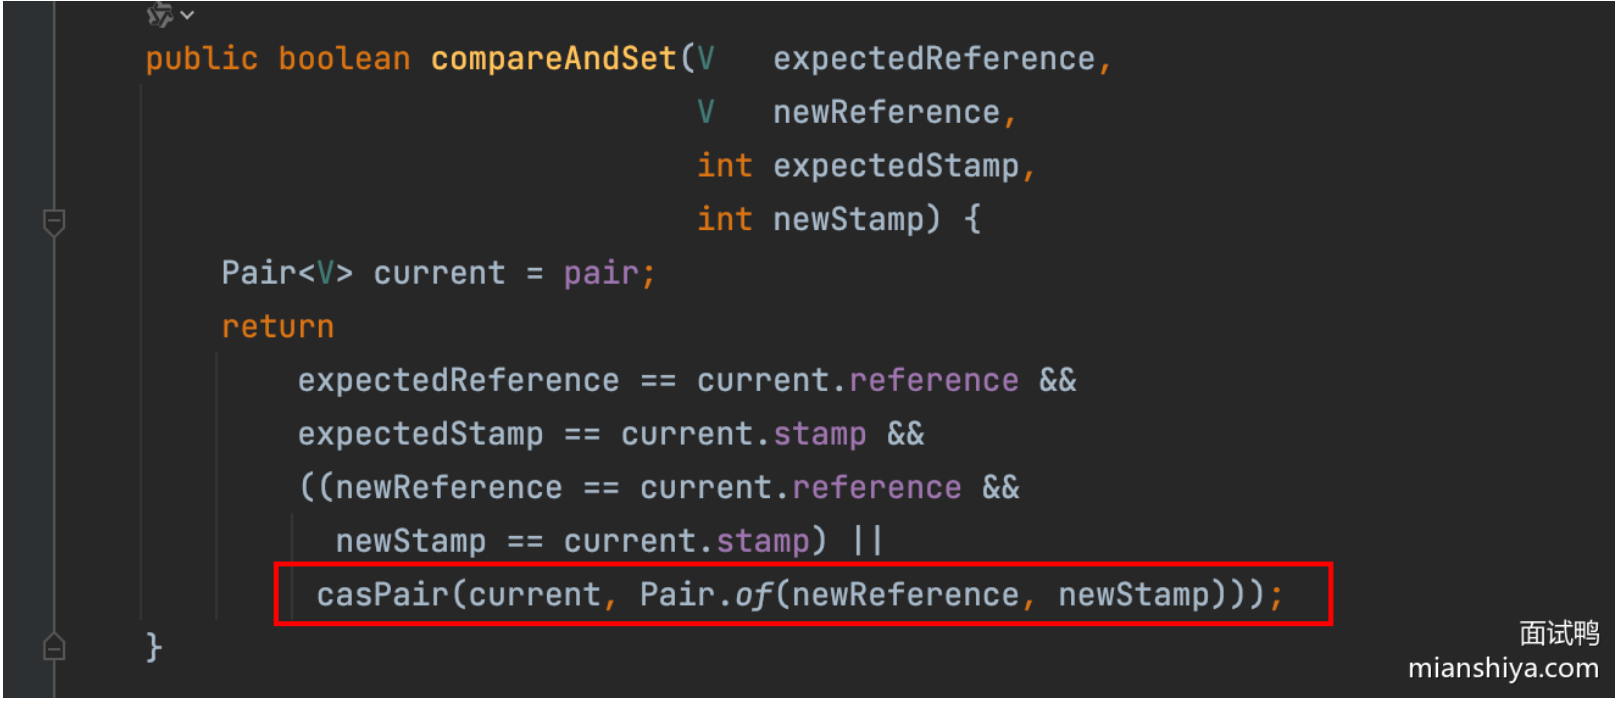 public boolean compareAndSet(V   expectedReference,
                             V   newReference,
                             int expectedStamp,
                             int newStamp) {
    Pair<V> current = pair;
    return
        expectedReference == current.reference &&
        expectedStamp == current.stamp &&
        ((newReference == current.reference &&
          newStamp == current.stamp) ||
         casPair(current, Pair.of(newReference, newStamp)));
}
面试鸭
mianshiya.com